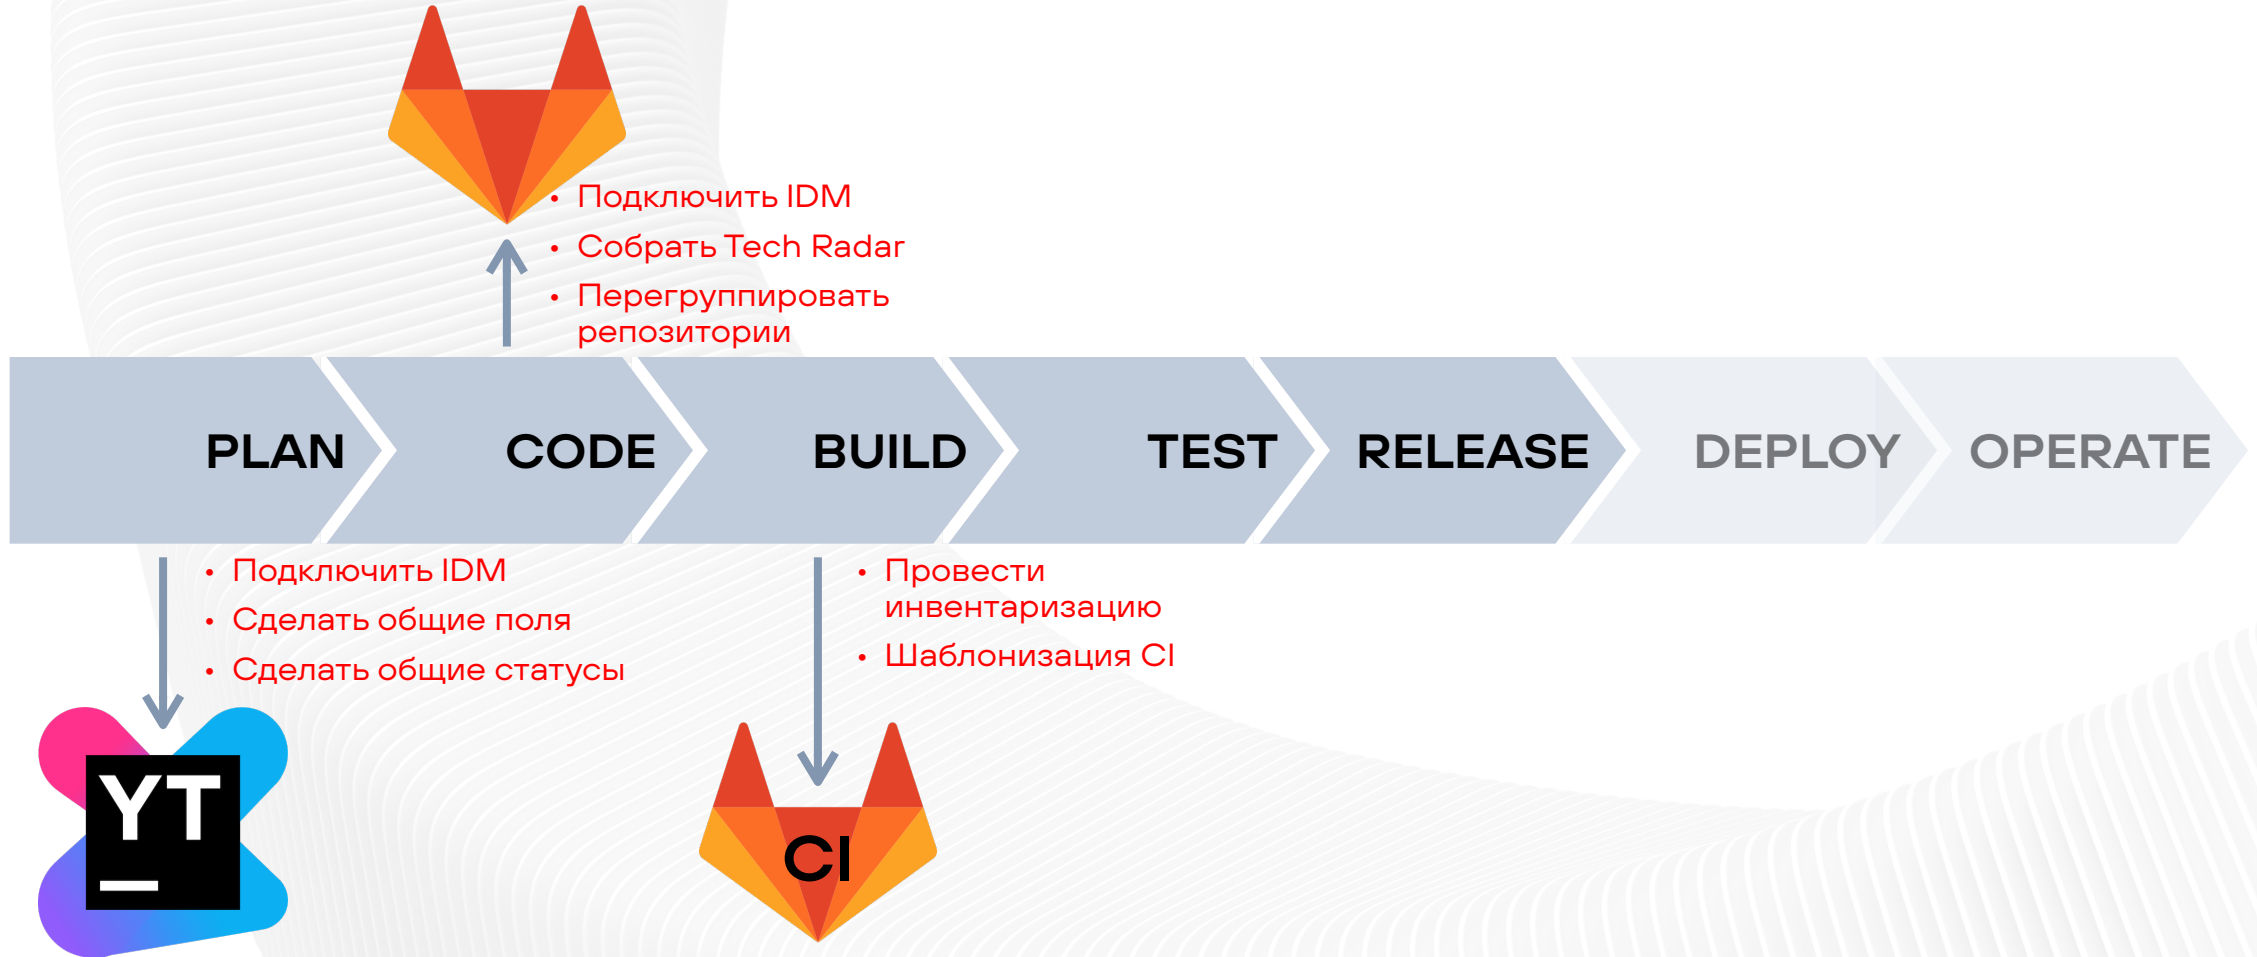 • Подключить IDM
• Собрать Tech Radar
• Перегруппировать
репозитории
PLAN
CODE
BUILD
TEST
RELEASE
DEPLOY
OPERATE
• Подключить IDM
• Сделать общие поля
• Сделать общие статусы
• Провести
инвентаризацию
• Шаблонизация CI
YT
CI